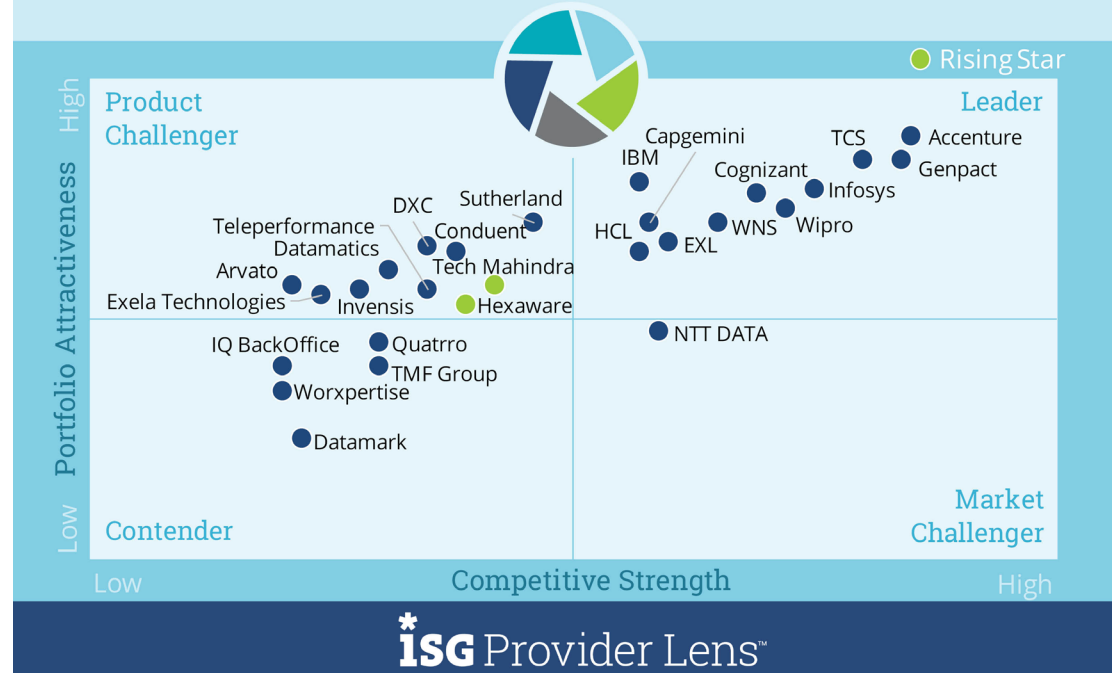 Rising Star
High
Product
Challenger
Leader
Capgemini
TCS
Accenture
IBM
Cognizant
Genpact
Infosys
Sutherland
DXC
Teleperformance
Conduent
HCL
EXL
WNS
Wipro
Datamatics
Arvato
Tech Mahindra
Exela Technologies
Invensis
Hexaware
Portfolio Attractiveness
NTT DATA
IQ BackOffice
Quatrro
TMF Group
Worxpertise
Datamark
Low
Contender
Market
Challenger
Low
Competitive Strength
High
*ISG Provider Lens™